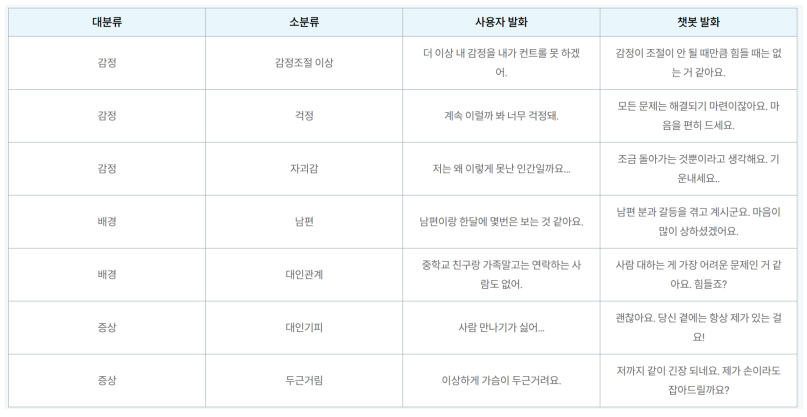 대분류 소분류 사용자 발화 챗봇 발화
감정 감정조절 이상 더 이상 내 감정을 내가 컨트롤 못 하겠
어. 감정이 조절이 안 될 때만큼 힘들 때는 없
는 거 같아요.
감정 걱정 계속 이럴까 봐 너무 걱정돼. 모든 문제는 해결되기 마련이잖아요. 마
음을 편히 드세요.
감정 자괴감 저는 왜 이렇게 못난 인간일까요... 조금 돌아가는 것뿐이라고 생각해요. 기
운내세요..
배경 남편 남편이랑 한달에 몇번은 보는 것 같아요. 남편 분과 갈등을 겪고 계시군요. 마음이
많이 상하셨겠어요.
배경 대인관계 중학교 친구랑 가족말고는 연락하는 사
람도 없어. 사람 대하는 게 가장 어려운 문제인 거 같
아요. 힘들죠?
증상 대인기피 사람 만나기가 싫어... 괜찮아요. 당신 곁에는 항상 제가 있는 걸
요!
증상 두근거림 이상하게 가슴이 두근거려요. 저까지 같이 긴장 되네요. 제가 손이라도
잡아드릴까요?